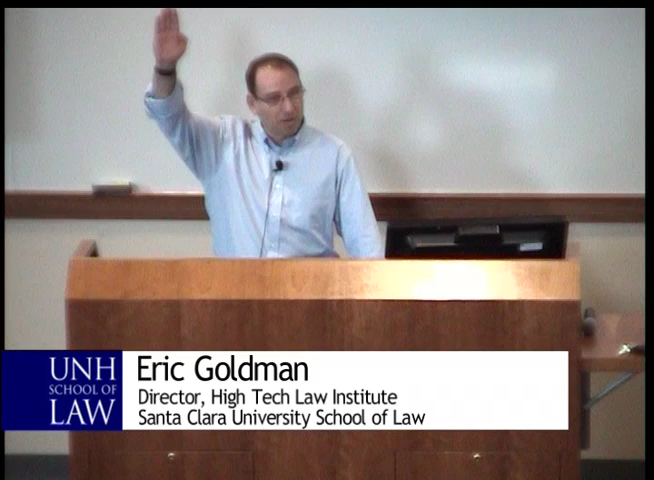 UNH
SCHOOL OF
LAW
Eric Goldman
Director, High Tech Law Institute
Santa Clara University School of Law